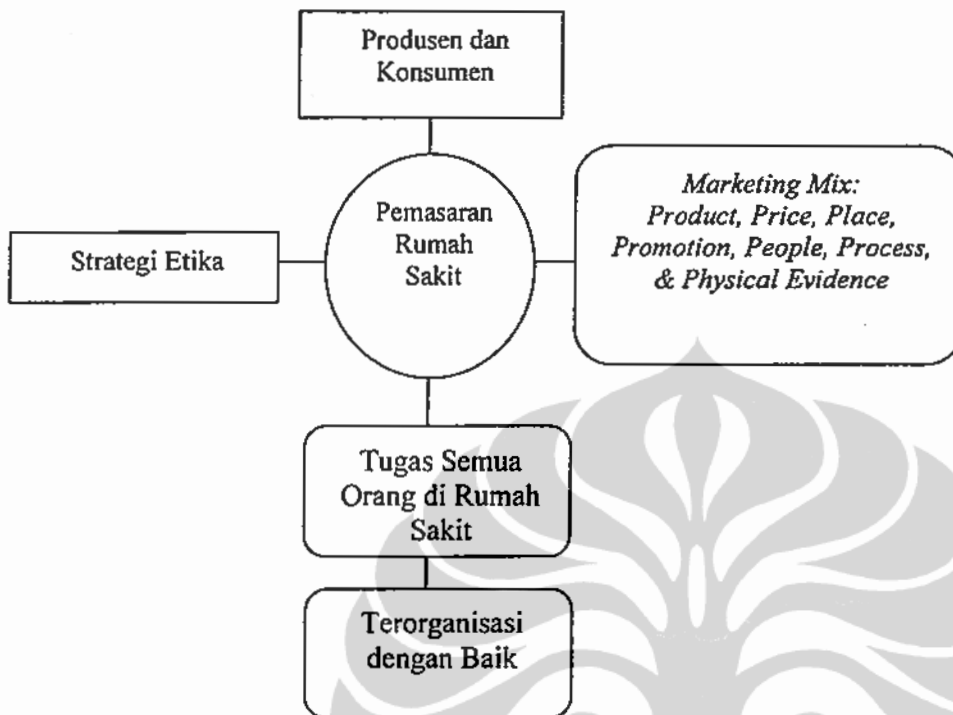 Produsen dan
Konsumen
Pemasaran
Rumah
Sakit
Marketing Mix:
Product, Price, Place,
Promotion, People, Process,
& Physical Evidence
Strategi Etika
Tugas Semua
Orang di Rumah
Sakit
Terorganisasi
dengan Baik